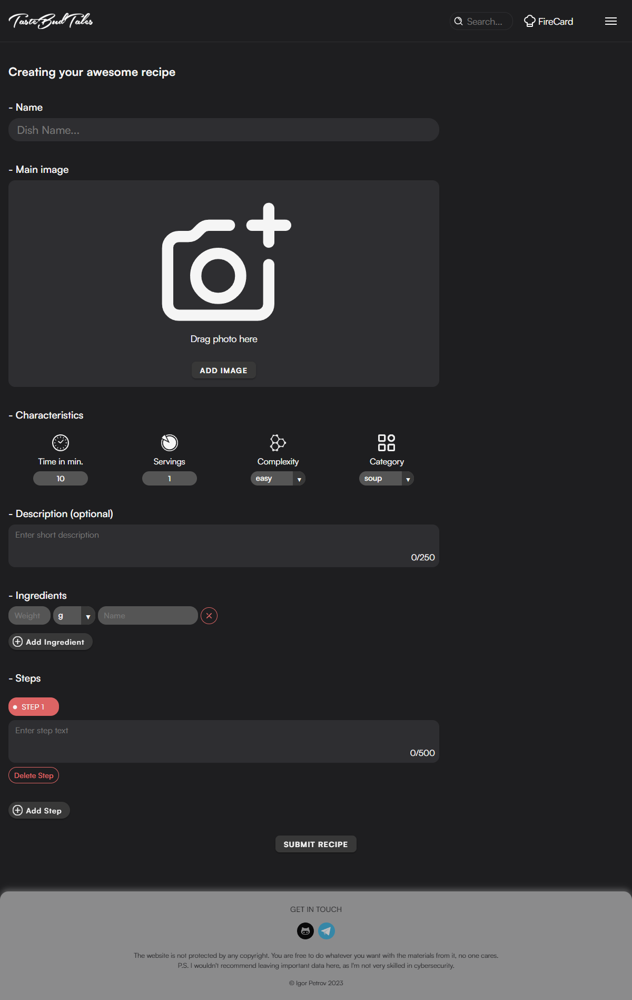 TasteBudTales
Search...
FireCard
Creating your awesome recipe
- Name
Dish Name...
- Main image
Drag photo here
ADD IMAGE
- Characteristics
Time in min.
Servings
Complexity
Category
10
1
easy
soup
- Description (optional)
Enter short description
0/250
- Ingredients
Weight
g
Name
Add Ingredient
- Steps
STEP 1
Enter step text
0/500
Delete Step
Add Step
SUBMIT RECIPE
GET IN TOUCH
The website is not protected by any copyright. You are free to do whatever you want with the materials from it, no one cares.
P.S. I wouldn't recommend leaving important data here, as I'm not very skilled in cybersecurity.
© Igor Petrov 2023